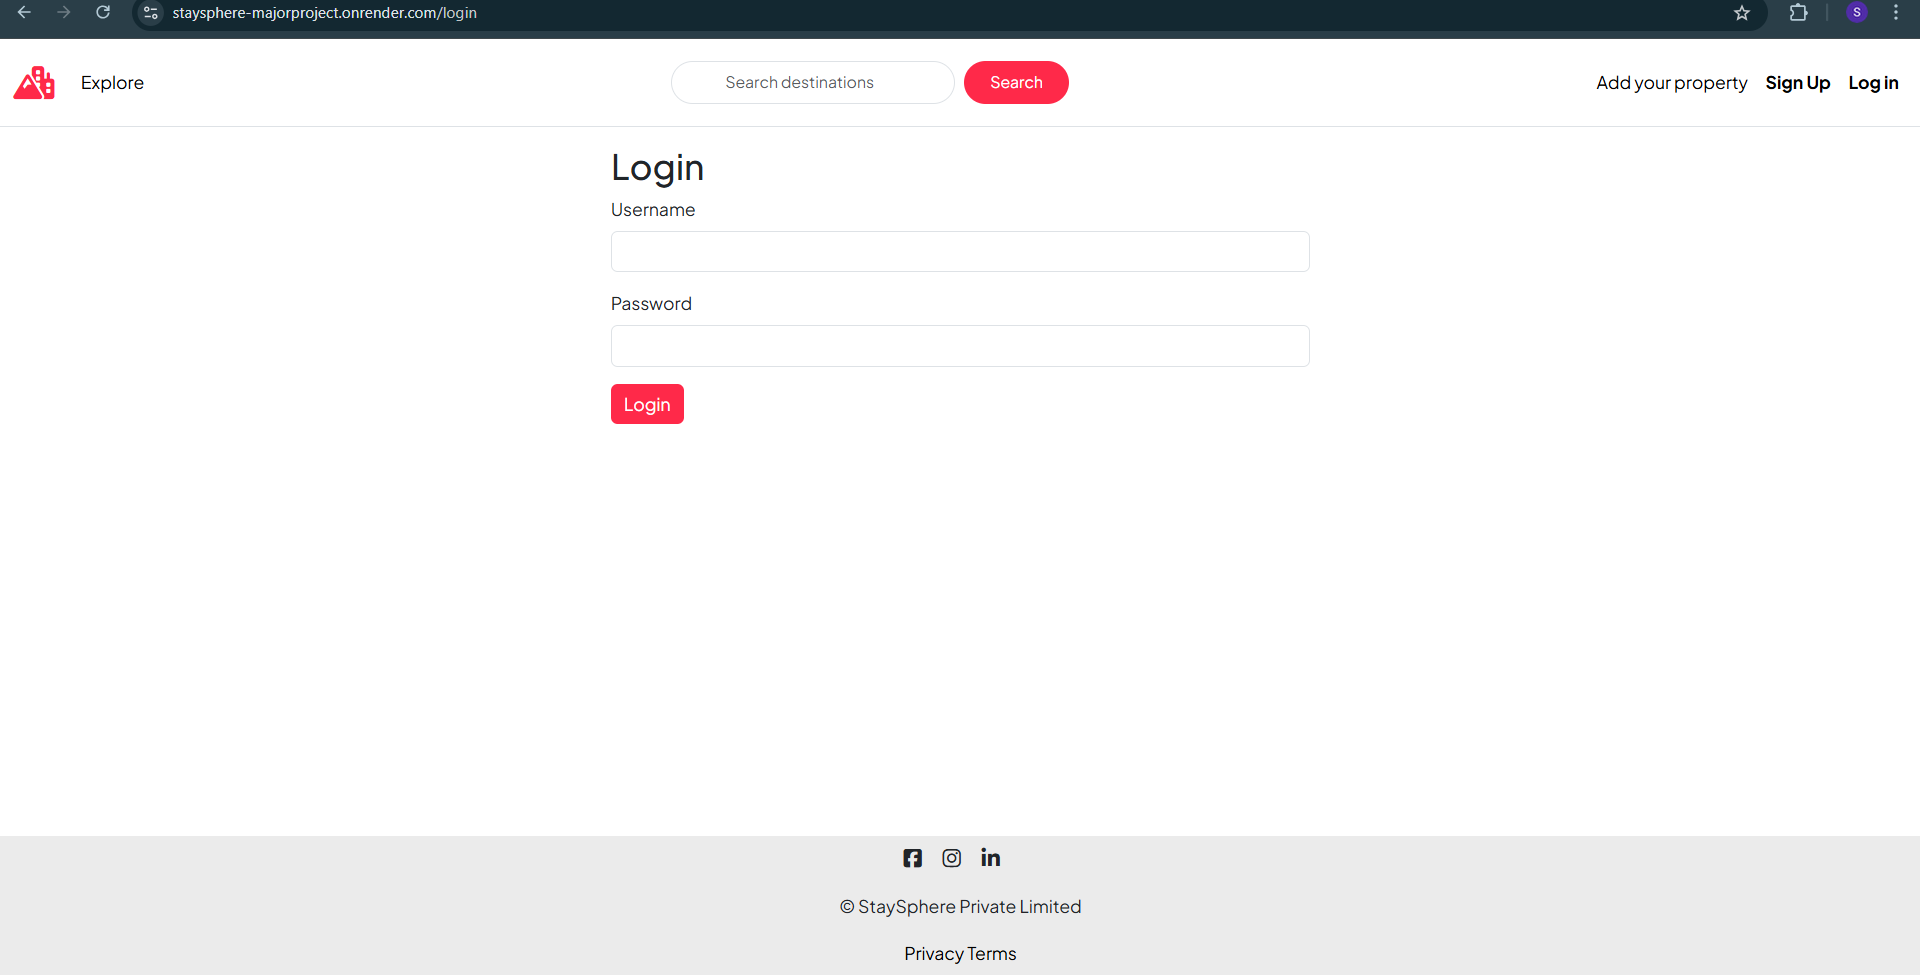 staysphere-majorproject.onrender.com/login
S
Explore
Search destinations
Search
Add your property
Sign Up
Log in
Login
Username
Password
Login
© StaySphere Private Limited
Privacy Terms